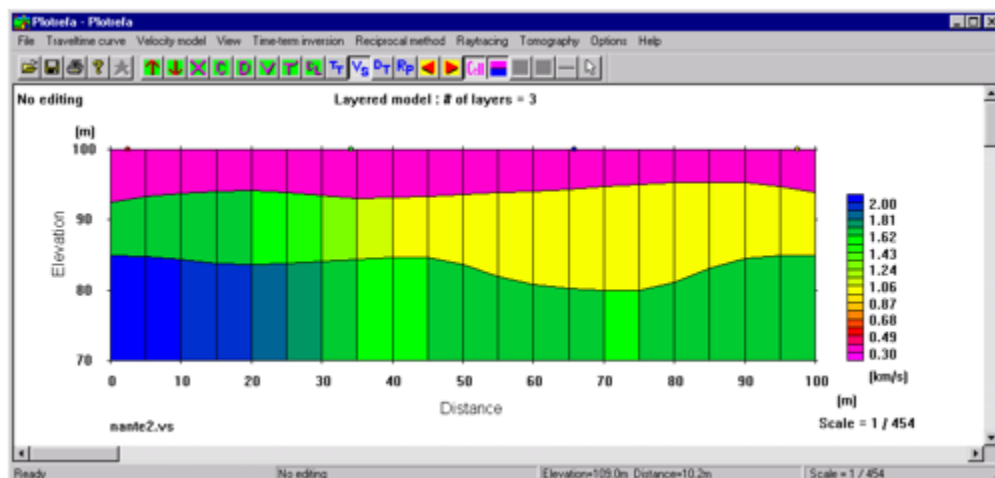 Plotrefa - Plotrefa
File Traveltime curve Velocity model View Time-term inversion Reciprocal method Raytracing Tomography Options Help
No editing
Layered model : # of layers = 3
[m]
100
90
80
70
Elevation
0 10 20 30 40 50 60 70 80 90 100
[m]
Distance
2.00
1.81
1.62
1.43
1.24
1.06
0.87
0.68
0.49
0.30
[km/s]
nante2.vs
Scale = 1 / 454
Ready No editing Elevation=109.0m Distance=10.2m Scale = 1 / 454